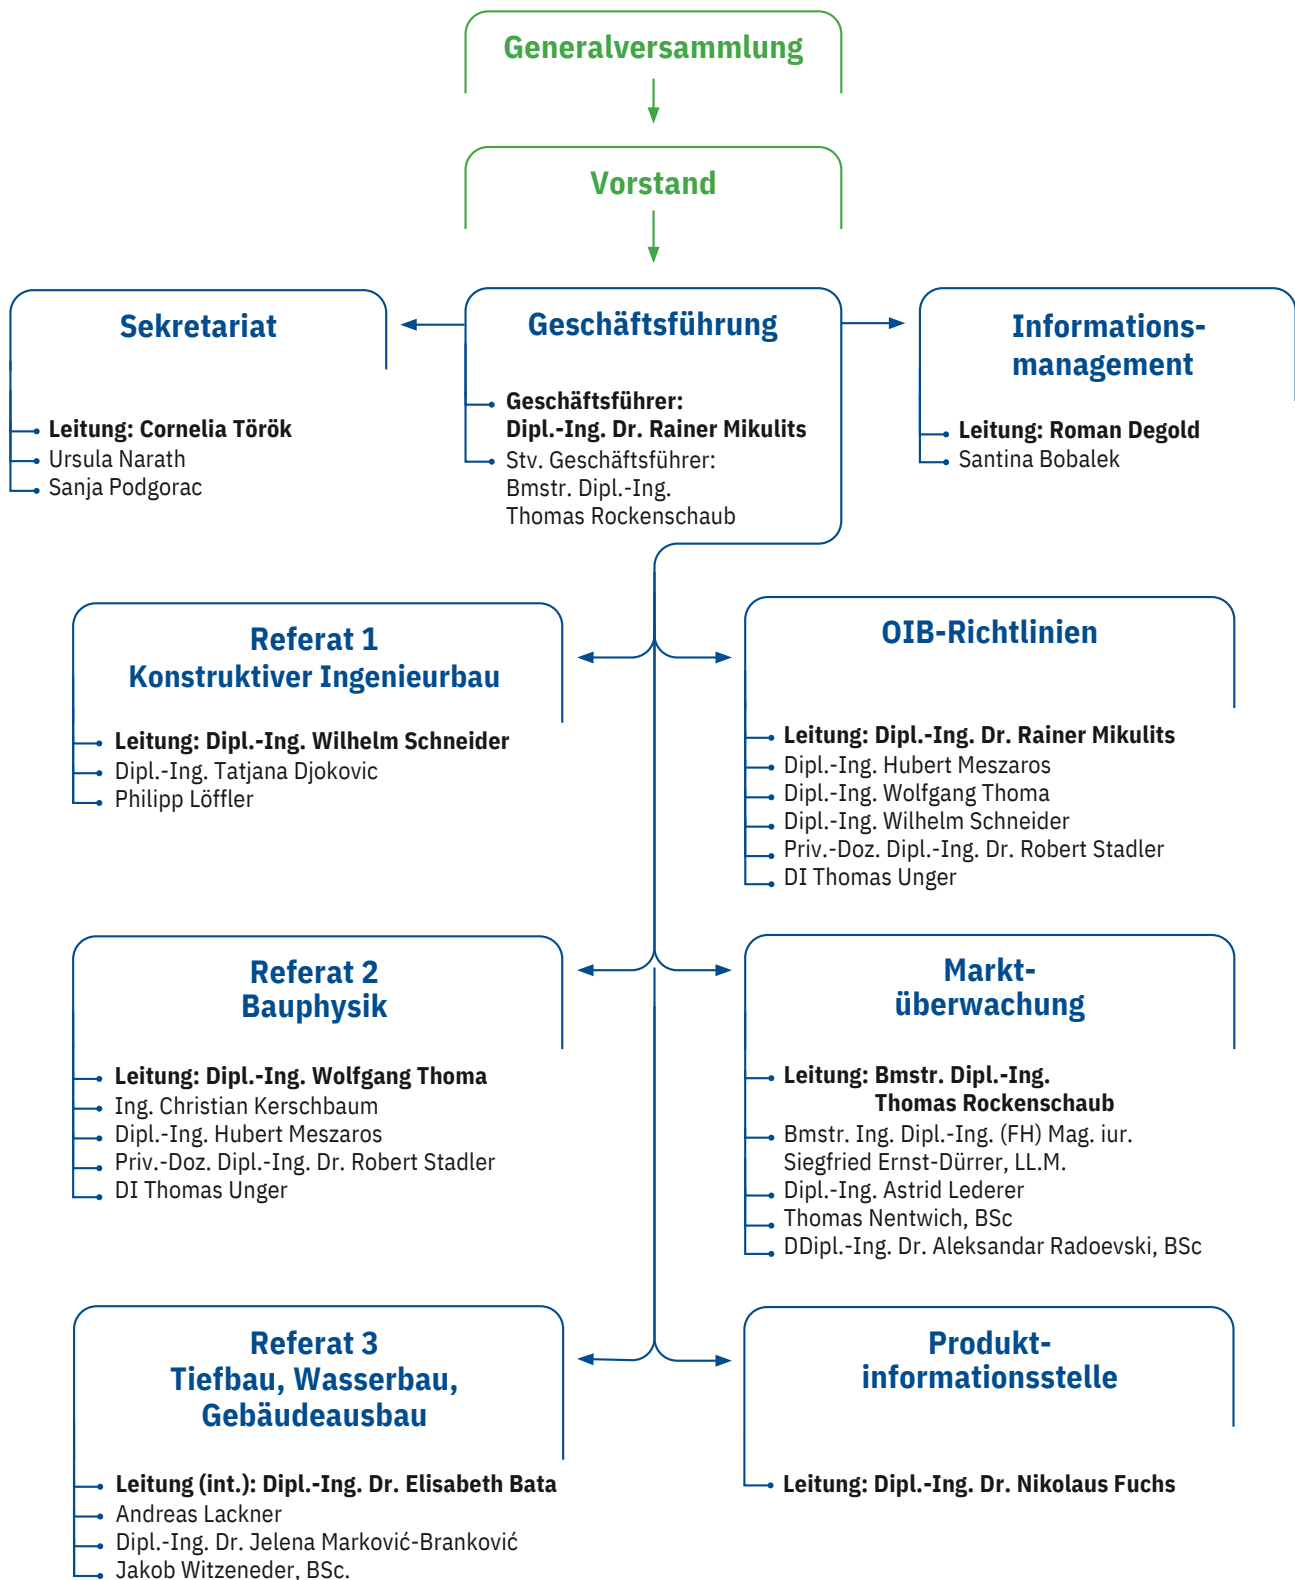 Generalversammlung
Vorstand
Sekretariat
Leitung: Cornelia Török
Ursula Narath
Sanja Podgorac
Geschäftsführung
Geschäftsführer:
Dipl.-Ing. Dr. Rainer Mikulits
Stv. Geschäftsführer:
Bmstr. Dipl.-Ing.
Thomas Rockenschaub
Informations-
management
Leitung: Roman Degold
Santina Bobalek
Referat 1
Konstruktiver Ingenieurbau
Leitung: Dipl.-Ing. Wilhelm Schneider
Dipl.-Ing. Tatjana Djokovic
Philipp Löffler
OIB-Richtlinien
Leitung: Dipl.-Ing. Dr. Rainer Mikulits
Dipl.-Ing. Hubert Meszaros
Dipl.-Ing. Wolfgang Thoma
Dipl.-Ing. Wilhelm Schneider
Priv.-Doz. Dipl.-Ing. Dr. Robert Stadler
DI Thomas Unger
Referat 2
Bauphysik
Leitung: Dipl.-Ing. Wolfgang Thoma
Ing. Christian Kerschbaum
Dipl.-Ing. Hubert Meszaros
Priv.-Doz. Dipl.-Ing. Dr. Robert Stadler
DI Thomas Unger
Markt-
überwachung
Leitung: Bmstr. Dipl.-Ing.
Thomas Rockenschaub
Bmstr. Ing. Dipl.-Ing. (FH) Mag. iur.
Siegfried Ernst-Dürrer, LL.M.
Dipl.-Ing. Astrid Lederer
Thomas Nentwich, BSc
DDipl.-Ing. Dr. Aleksandar Radoevski, BSc
Referat 3
Tiefbau, Wasserbau,
Gebäudeausbau
Leitung (int.): Dipl.-Ing. Dr. Elisabeth Bata
Andreas Lackner
Dipl.-Ing. Dr. Jelena Marković-Branković
Jakob Witzeneder, BSc.
Produkt-
informationsstelle
Leitung: Dipl.-Ing. Dr. Nikolaus Fuchs